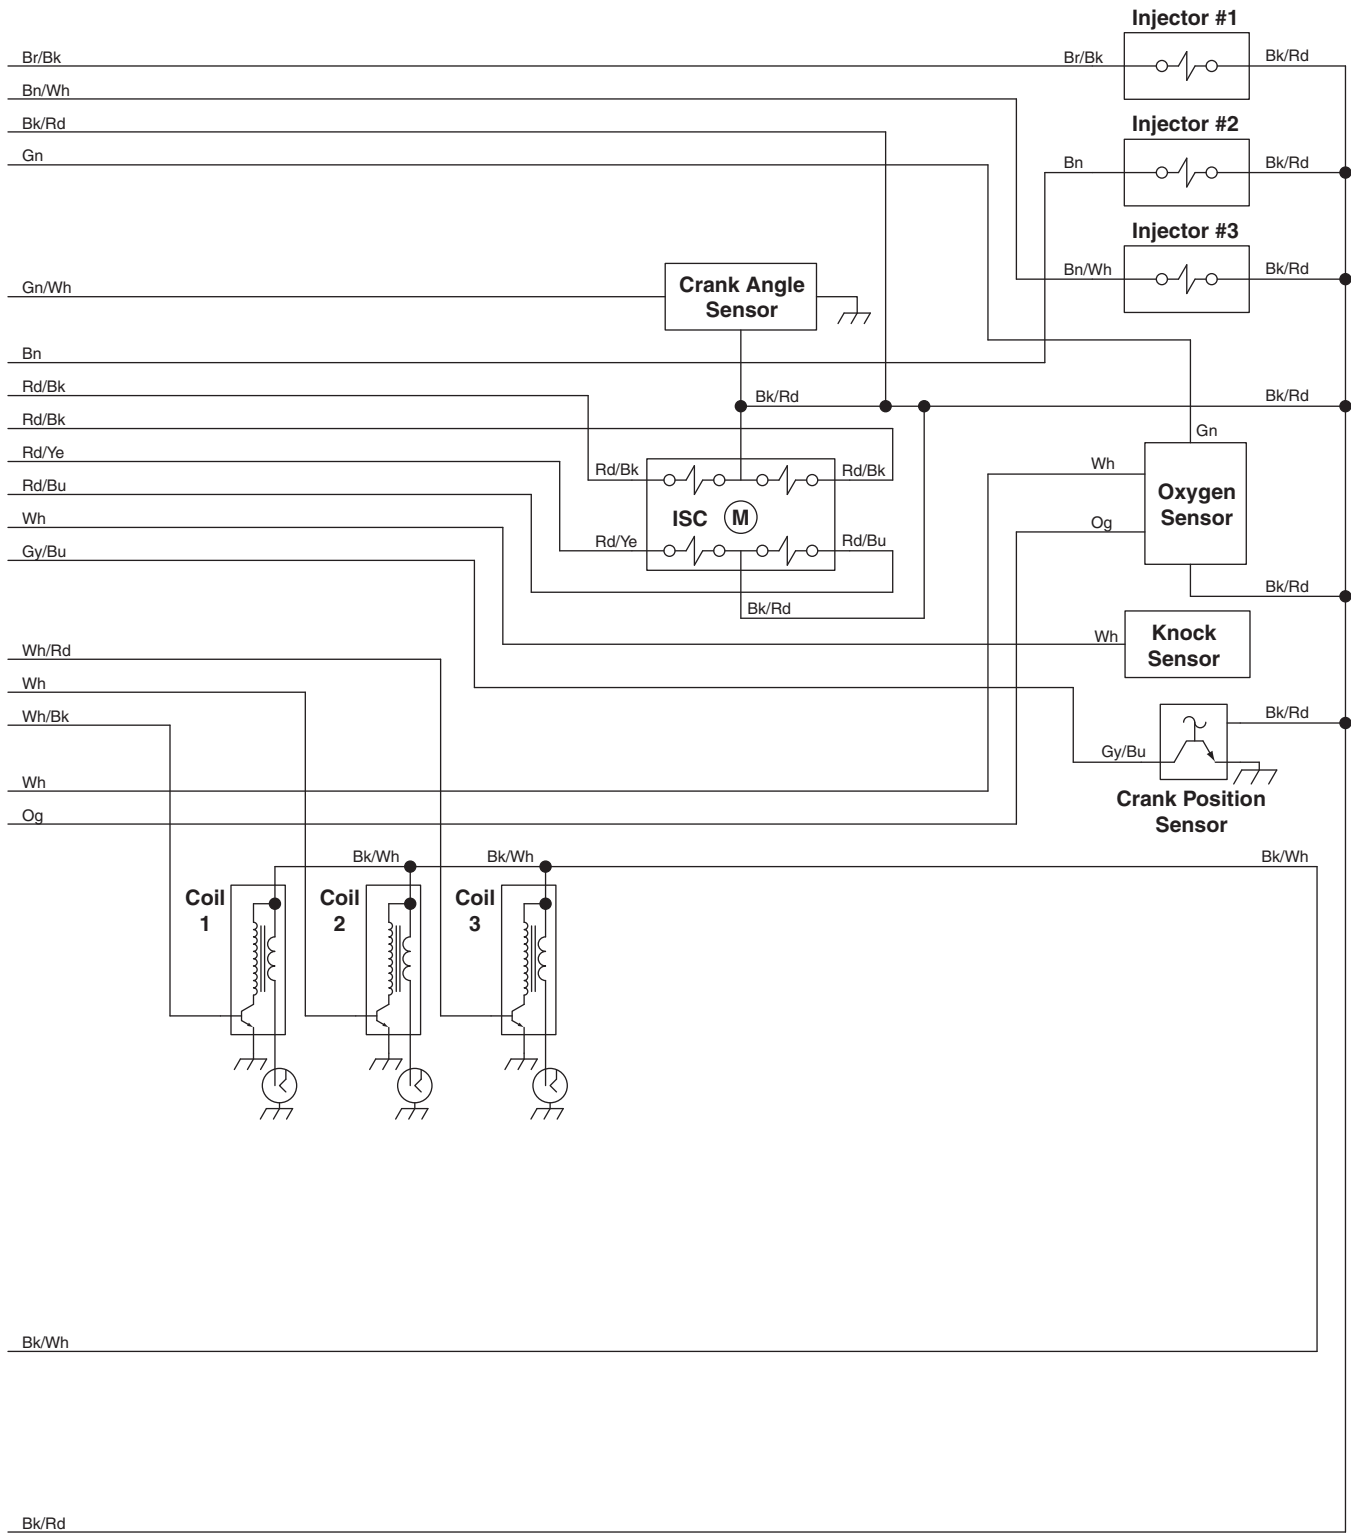 Injector #1
Br/Bk
Br/Bk
Bk/Rd
Bn/Wh
Bk/Rd
Injector #2
Gn
Bn
Bk/Rd
Injector #3
Bn/Wh
Bk/Rd
Gn/Wh
Crank Angle
Sensor
Bn
Rd/Bk
Bk/Rd
Bk/Rd
Rd/Bk
Gn
Rd/Ye
Rd/Bk
Rd/Bk
Wh
Rd/Bu
Oxygen
Sensor
ISC
M
Wh
Og
Rd/Ye
Rd/Bu
Gy/Bu
Bk/Rd
Bk/Rd
Wh
Knock
Sensor
Wh/Rd
Wh
Wh/Bk
Bk/Rd
Gy/Bu
Wh
Crank Position
Sensor
Og
Bk/Wh
Bk/Wh
Bk/Wh
Coil
1
Coil
2
Coil
3
Bk/Wh
Bk/Rd